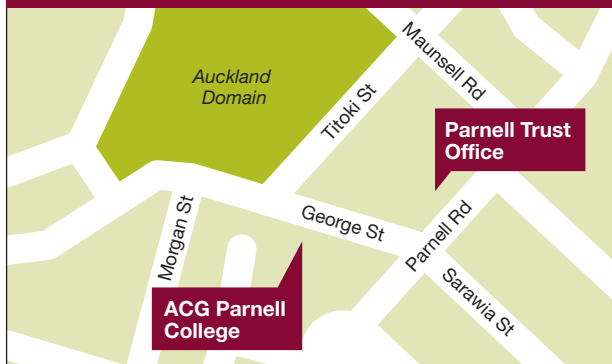 Auckland
Domain
Titoki St
Maunsell Rd
Parnell Trust
Office
Morgan St
George St
Parnell Rd
Sarawia St
ACG Parnell
College